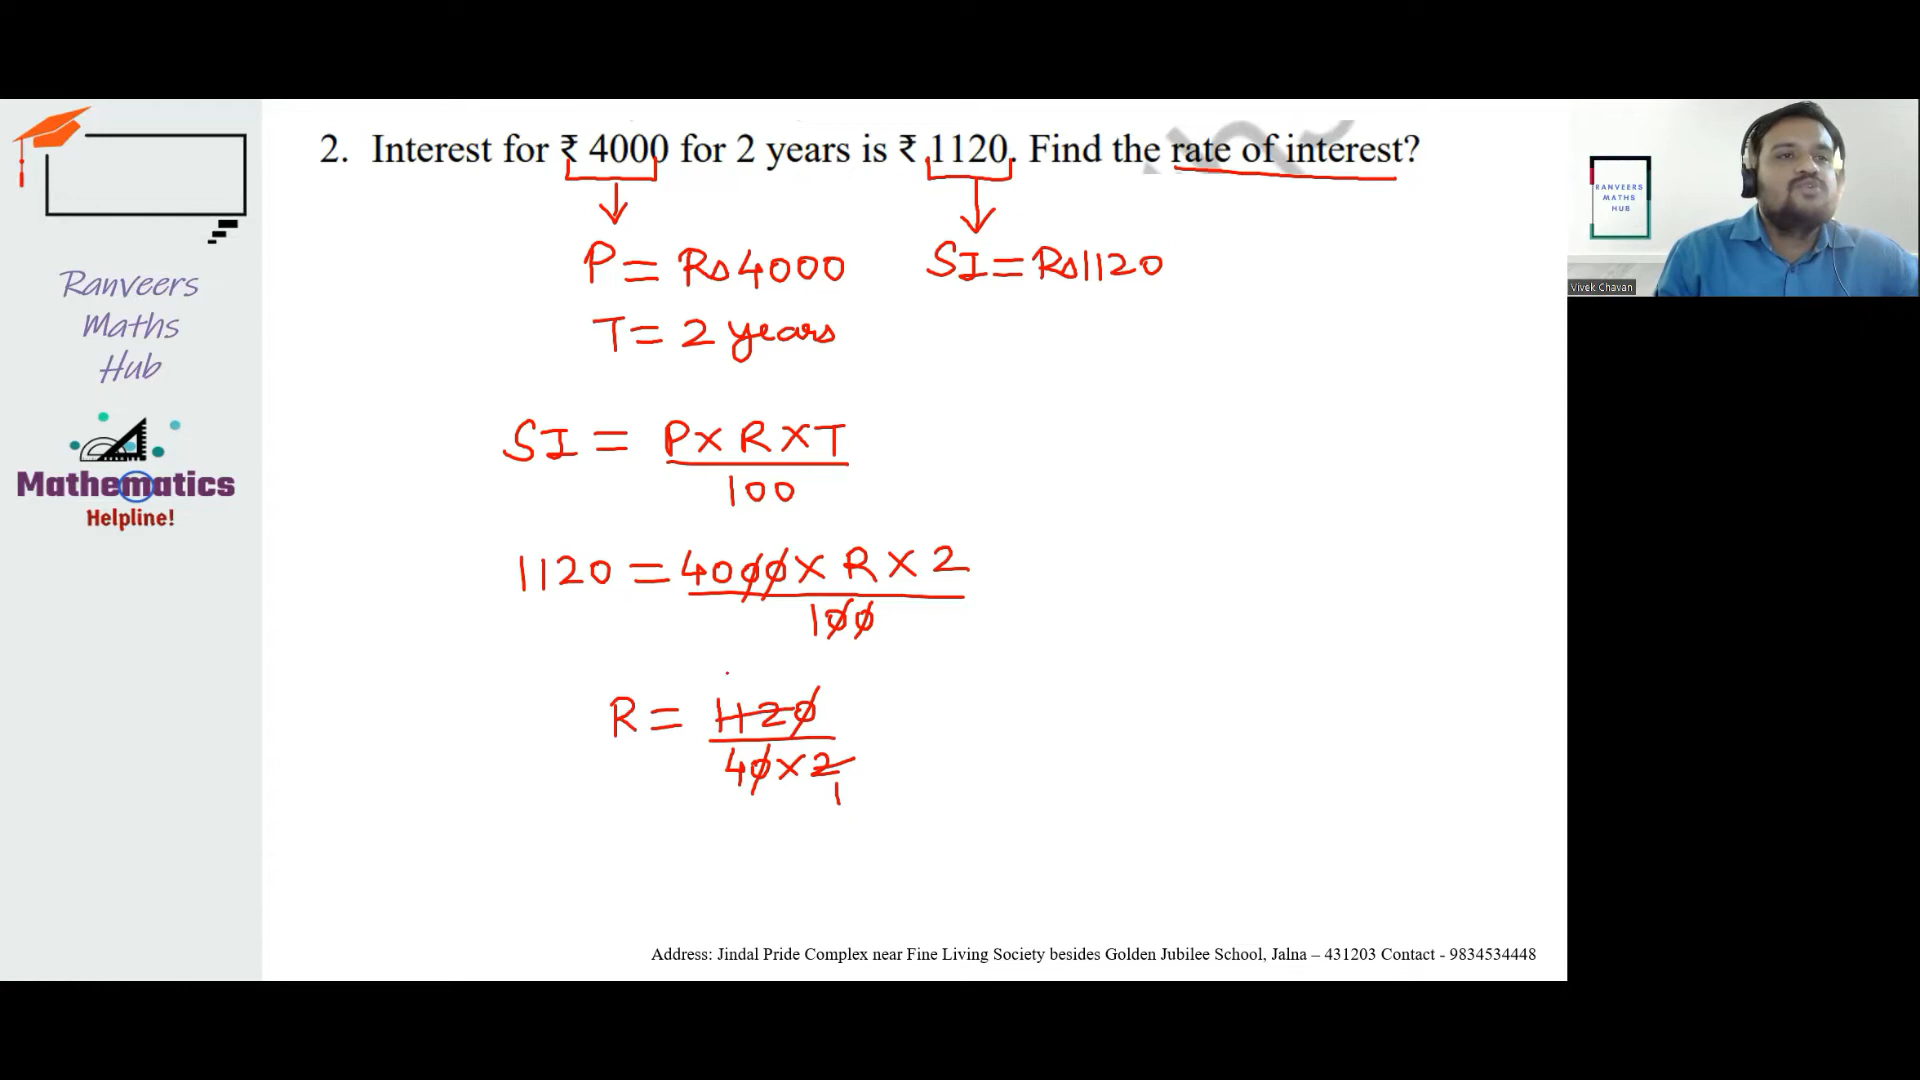 2. Interest for ₹ 4000 for 2 years is ₹ 1120. Find the rate of interest?
P = Rs 4000 SI = Rs 1120
T = 2 years
SI = P X R X T
100
1120 = 4000 X R X 2
100
R = 1120
40 X 2
1
Ranveers
Maths
Hub
Mathematics
Helpline!
RANVEERS
MATHS
HUB
Vivek Chavan
Address: Jindal Pride Complex near Fine Living Society besides Golden Jubilee School, Jalna – 431203 Contact - 9834534448